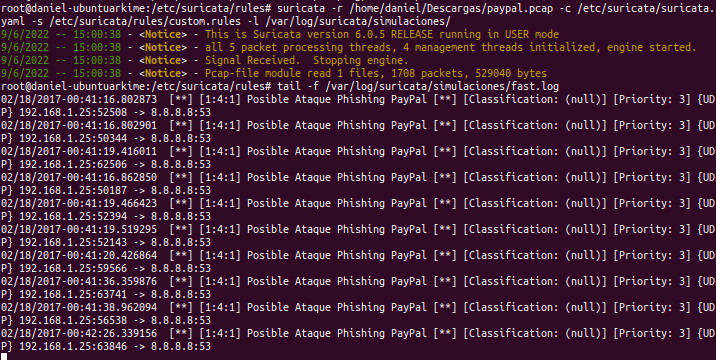 root@daniel-ubuntuarkime:/etc/suricata/rules# suricata -r /home/daniel/Descargas/paypal.pcap -c /etc/suricata/suricata.
yaml -s /etc/suricata/rules/custom.rules -l /var/log/suricata/simulaciones/
9/6/2022 -- 15:00:38 - <Notice> - This is Suricata version 6.0.5 RELEASE running in USER mode
9/6/2022 -- 15:00:38 - <Notice> - all 5 packet processing threads, 4 management threads initialized, engine started.
9/6/2022 -- 15:00:38 - <Notice> - Signal Received.  Stopping engine.
9/6/2022 -- 15:00:38 - <Notice> - Pcap-file module read 1 files, 1708 packets, 529040 bytes
root@daniel-ubuntuarkime:/etc/suricata/rules# tail -f /var/log/suricata/simulaciones/fast.log
02/18/2017-00:41:16.802873  [**] [1:4:1] Posible Ataque Phishing PayPal [**] [Classification: (null)] [Priority: 3] {UD
P} 192.168.1.25:52508 -> 8.8.8.8:53
02/18/2017-00:41:16.802901  [**] [1:4:1] Posible Ataque Phishing PayPal [**] [Classification: (null)] [Priority: 3] {UD
P} 192.168.1.25:50344 -> 8.8.8.8:53
02/18/2017-00:41:19.416011  [**] [1:4:1] Posible Ataque Phishing PayPal [**] [Classification: (null)] [Priority: 3] {UD
P} 192.168.1.25:62506 -> 8.8.8.8:53
02/18/2017-00:41:16.862850  [**] [1:4:1] Posible Ataque Phishing PayPal [**] [Classification: (null)] [Priority: 3] {UD
P} 192.168.1.25:50187 -> 8.8.8.8:53
02/18/2017-00:41:19.466423  [**] [1:4:1] Posible Ataque Phishing PayPal [**] [Classification: (null)] [Priority: 3] {UD
P} 192.168.1.25:52394 -> 8.8.8.8:53
02/18/2017-00:41:19.519295  [**] [1:4:1] Posible Ataque Phishing PayPal [**] [Classification: (null)] [Priority: 3] {UD
P} 192.168.1.25:52143 -> 8.8.8.8:53
02/18/2017-00:41:20.426864  [**] [1:4:1] Posible Ataque Phishing PayPal [**] [Classification: (null)] [Priority: 3] {UD
P} 192.168.1.25:59566 -> 8.8.8.8:53
02/18/2017-00:41:36.359876  [**] [1:4:1] Posible Ataque Phishing PayPal [**] [Classification: (null)] [Priority: 3] {UD
P} 192.168.1.25:63741 -> 8.8.8.8:53
02/18/2017-00:41:38.962094  [**] [1:4:1] Posible Ataque Phishing PayPal [**] [Classification: (null)] [Priority: 3] {UD
P} 192.168.1.25:56538 -> 8.8.8.8:53
02/18/2017-00:42:26.339156  [**] [1:4:1] Posible Ataque Phishing PayPal [**] [Classification: (null)] [Priority: 3] {UD
P} 192.168.1.25:63846 -> 8.8.8.8:53